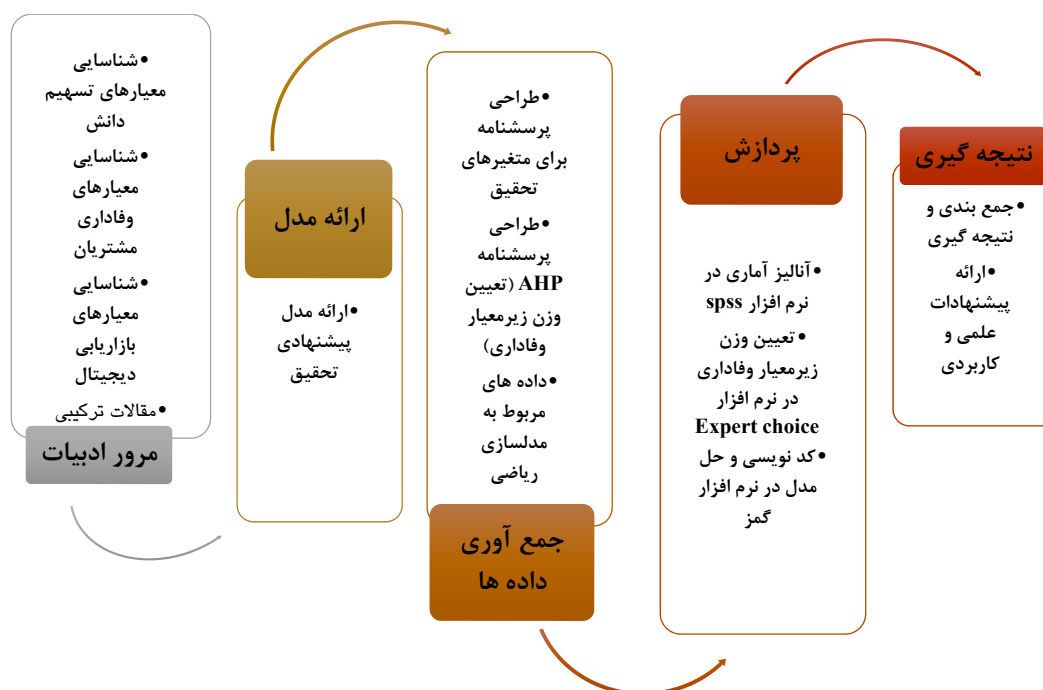 •شناسایی
معیارهای تسهیم
دانش
•شناسایی
معیارهای
وفاداری
مشتریان
•شناسایی
معیارهای
بازاریابی
دیجیتال
•مقالات ترکیبی
مرور ادبیات
ارائه مدل
•ارائه مدل
پیشنهادی
تحقیق
•طراحی
پرسشنامه
برای متغیرهای
تحقیق
•طراحی
پرسشنامه
AHP (تعیین
وزن زیرمعیار
وفاداری)
•داده های
مربوط به
مدلسازی
ریاضی
جمع آوری
داده ها
پردازش
•آنالیز آماری در
نرم افزار spss
•تعیین وزن
زیرمعیار وفاداری
در نرم افزار
Expert choice
•کد نویسی و حل
مدل در نرم افزار
گمز
نتیجه گیری
•جمع بندی و
نتیجه گیری
•ارائه
پیشنهادات
علمی و
کاربردی